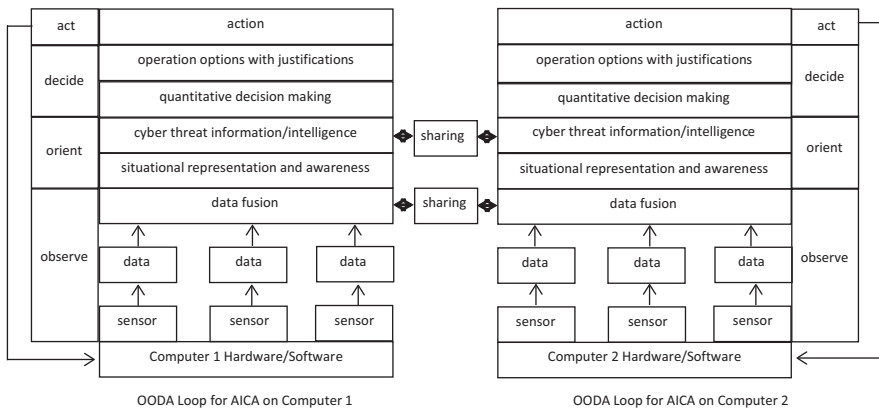 act
action
action
act
decide
operation options with justifications
operation options with justifications
decide
quantitative decision making
quantitative decision making
orient
cyber threat information/intelligence
sharing
cyber threat information/intelligence
orient
situational representation and awareness
situational representation and awareness
observe
data fusion
sharing
data fusion
observe
data
data
data
data
data
data
sensor
sensor
sensor
sensor
sensor
sensor
Computer 1 Hardware/Software
Computer 2 Hardware/Software
OODA Loop for AICA on Computer 1
OODA Loop for AICA on Computer 2